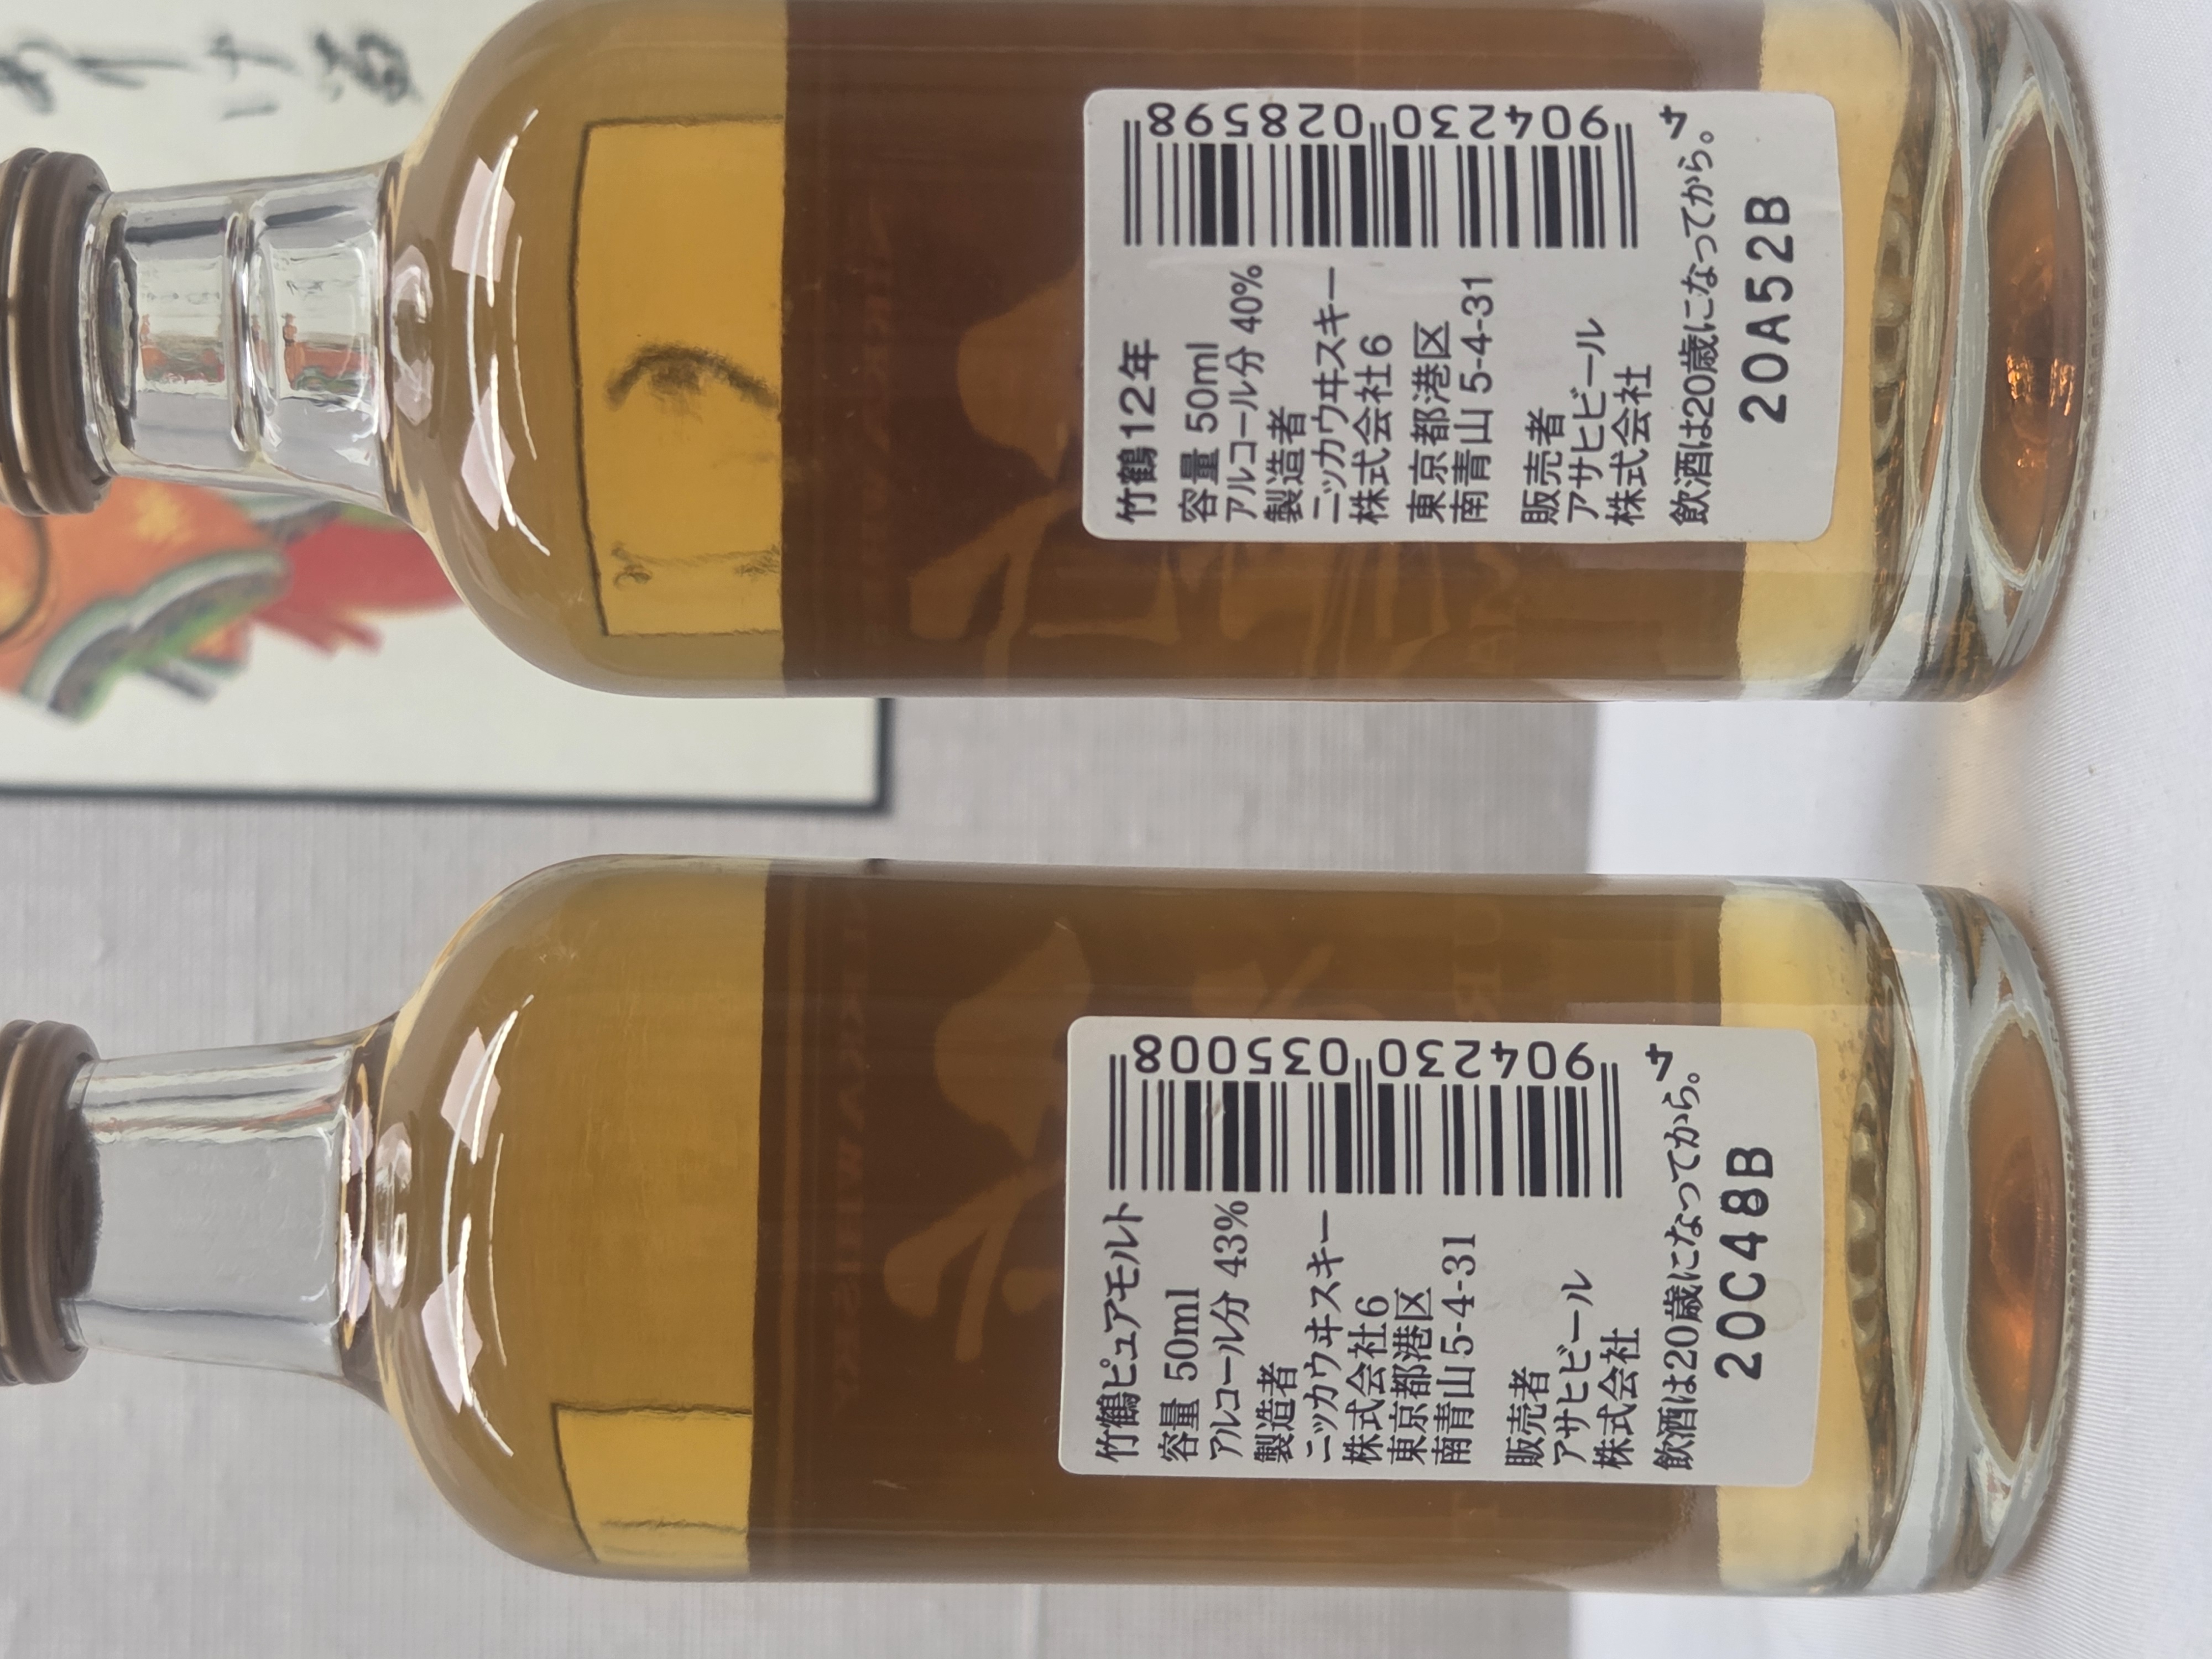 竹鶴ピュアモルト
容量 50ml
アルコール分 43%
製造者
ニッカウヰスキー
株式会社6
東京都港区
南青山5-4-31
販売者
アサヒビール
株式会社
飲酒は20歳になってから。
20C48B
4 904230 035008
竹鶴12年
容量 50ml
アルコール分 40%
製造者
ニッカウヰスキー
株式会社6
東京都港区
南青山 5-4-31
販売者
アサヒビール
株式会社
飲酒は20歳になってから。
20A52B
4 904230 028598